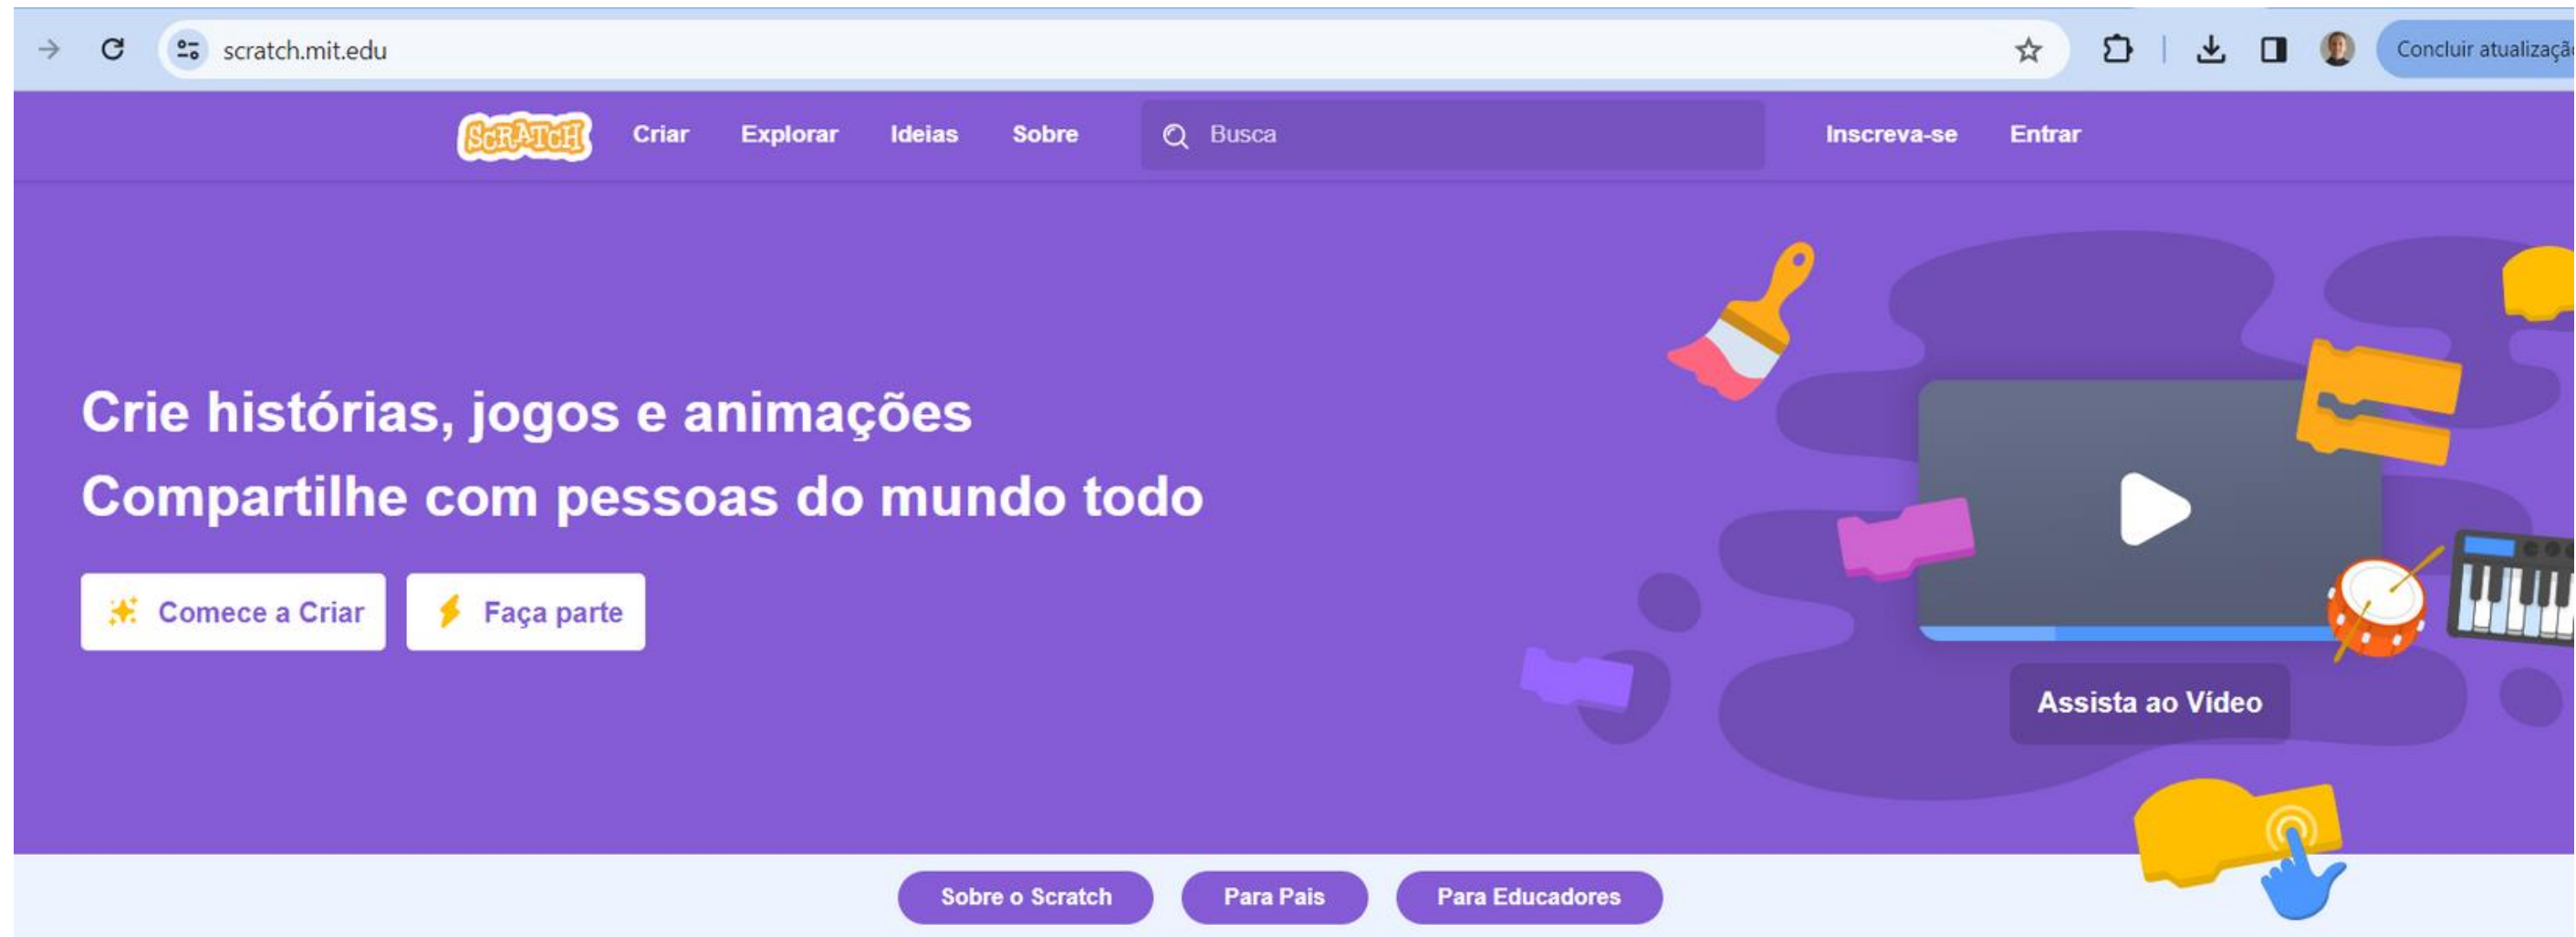 scratch.mit.edu
Concluir atualização
SCRATCH Criar Explorar Ideias Sobre Busca Inscreva-se Entrar
Crie histórias, jogos e animações
Compartilhe com pessoas do mundo todo
Comece a Criar Faça parte
Assista ao Vídeo
Sobre o Scratch Para Pais Para Educadores